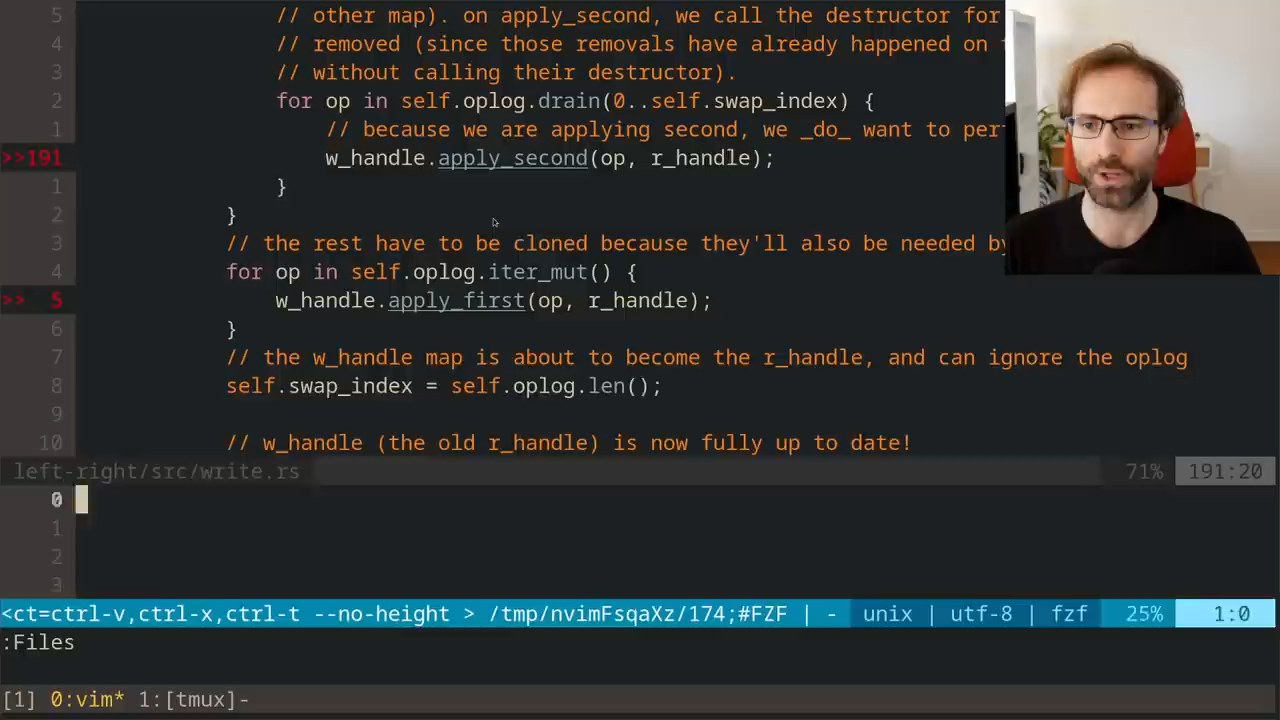 5 // other map). on apply_second, we call the destructor for
4 // removed (since those removals have already happened on
3 // without calling their destructor).
2 for op in self.oplog.drain(0..self.swap_index) {
1 // because we are applying second, we _do_ want to per
>>191 w_handle.apply_second(op, r_handle);
1 }
2 }
3 // the rest have to be cloned because they'll also be needed by
4 for op in self.oplog.iter_mut() {
>> 5 w_handle.apply_first(op, r_handle);
6 }
7 // the w_handle map is about to become the r_handle, and can ignore the oplog
8 self.swap_index = self.oplog.len();
9
10 // w_handle (the old r_handle) is now fully up to date!
left-right/src/write.rs 71% 191:20
0
1
2
3
<ct=ctrl-v,ctrl-x,ctrl-t --no-height > /tmp/nvimFsqaXz/174;#FZF | - unix | utf-8 | fzf 25% 1:0
:Files
[1] 0:vim* 1:[tmux]-